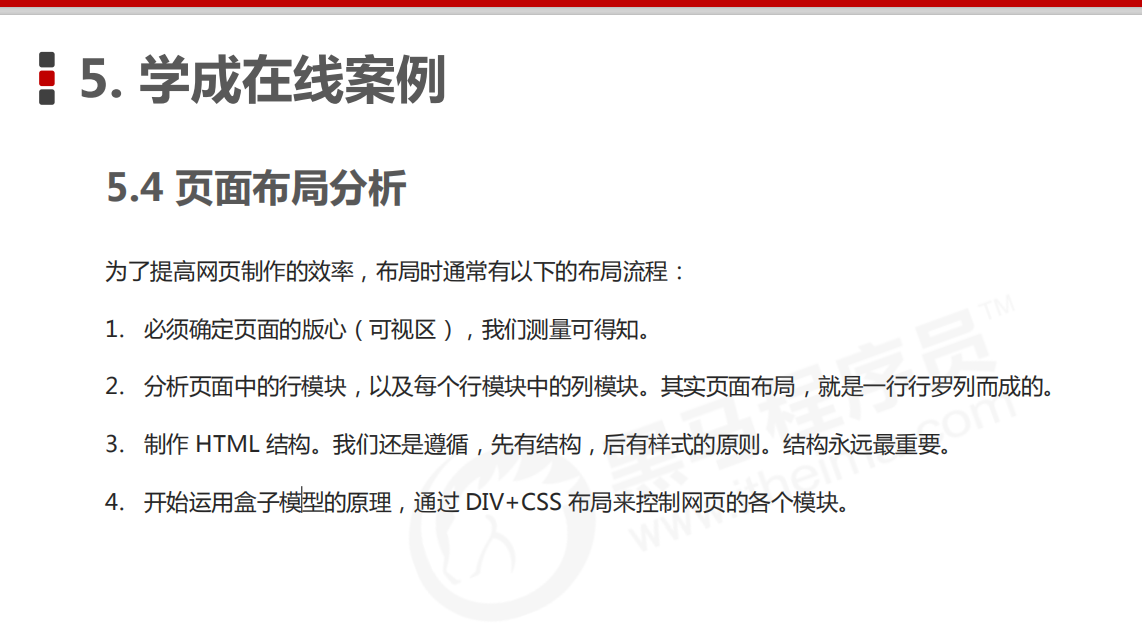 5. 学成在线案例
5.4 页面布局分析
为了提高网页制作的效率，布局时通常有以下的布局流程：
1. 必须确定页面的版心（可视区），我们测量可得知。
2. 分析页面中的行模块，以及每个行模块中的列模块。其实页面布局，就是一行行罗列而成的。
3. 制作 HTML 结构。我们还是遵循，先有结构，后有样式的原则。结构永远最重要。
4. 开始运用盒子模型的原理，通过 DIV+CSS 布局来控制网页的各个模块。
黑马程序员™
www.itheima.com